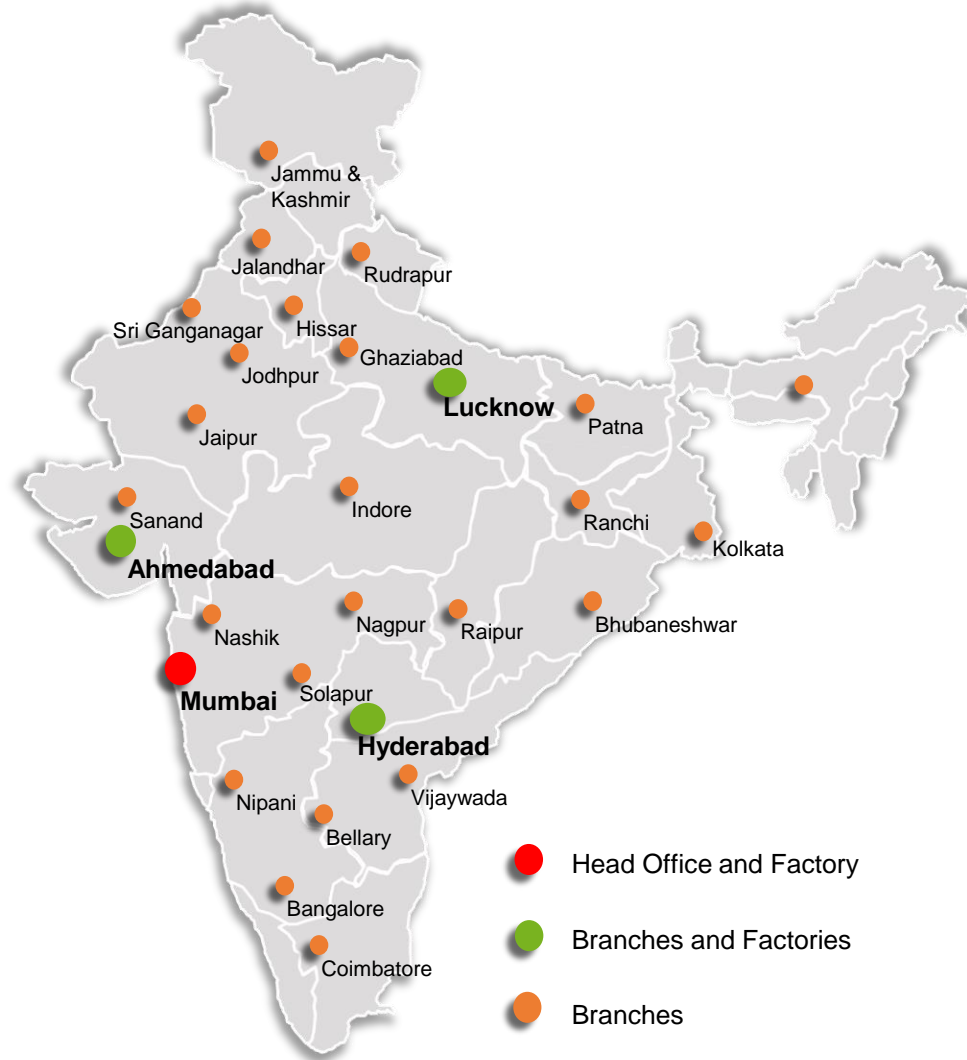 Jammu &
Kashmir
Jalandhar
Rudrapur
Sri Ganganagar
Hissar
Jodhpur
Ghaziabad
Lucknow
Jaipur
Patna
Sanand
Indore
Ranchi
Kolkata
Ahmedabad
Nashik
Nagpur
Raipur
Bhubaneshwar
Mumbai
Solapur
Hyderabad
Nipani
Vijaywada
Bellary
Head Office and Factory
Bangalore
Branches and Factories
Coimbatore
Branches